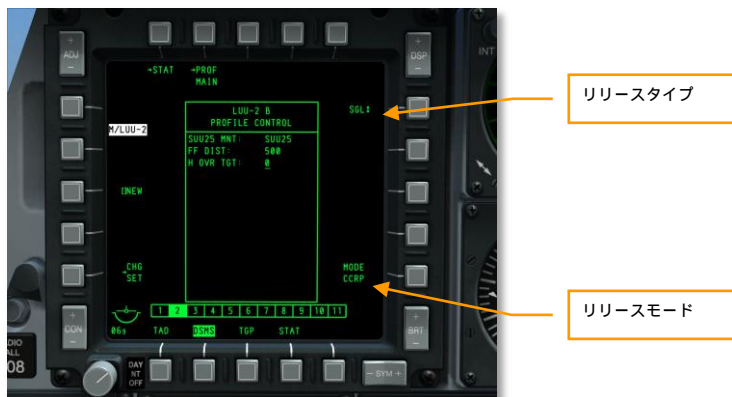 ADJ
DSP
INT
→STAT →PROF
MAIN
LUU-2 B
PROFILE CONTROL
SGL↕
リリースタイプ
M/LUU-2
SUU25 MNT: SUU25
FF DIST: 500
H OVR TGT: 0
[]NEW
→CHG
SET
MODE
CCRP
リリースモード
1 2 3 4 5 6 7 8 9 10 11
06s
TAD DSMS TGP STAT
CON
BRT
08
DAY
NT
OFF
- SYM +